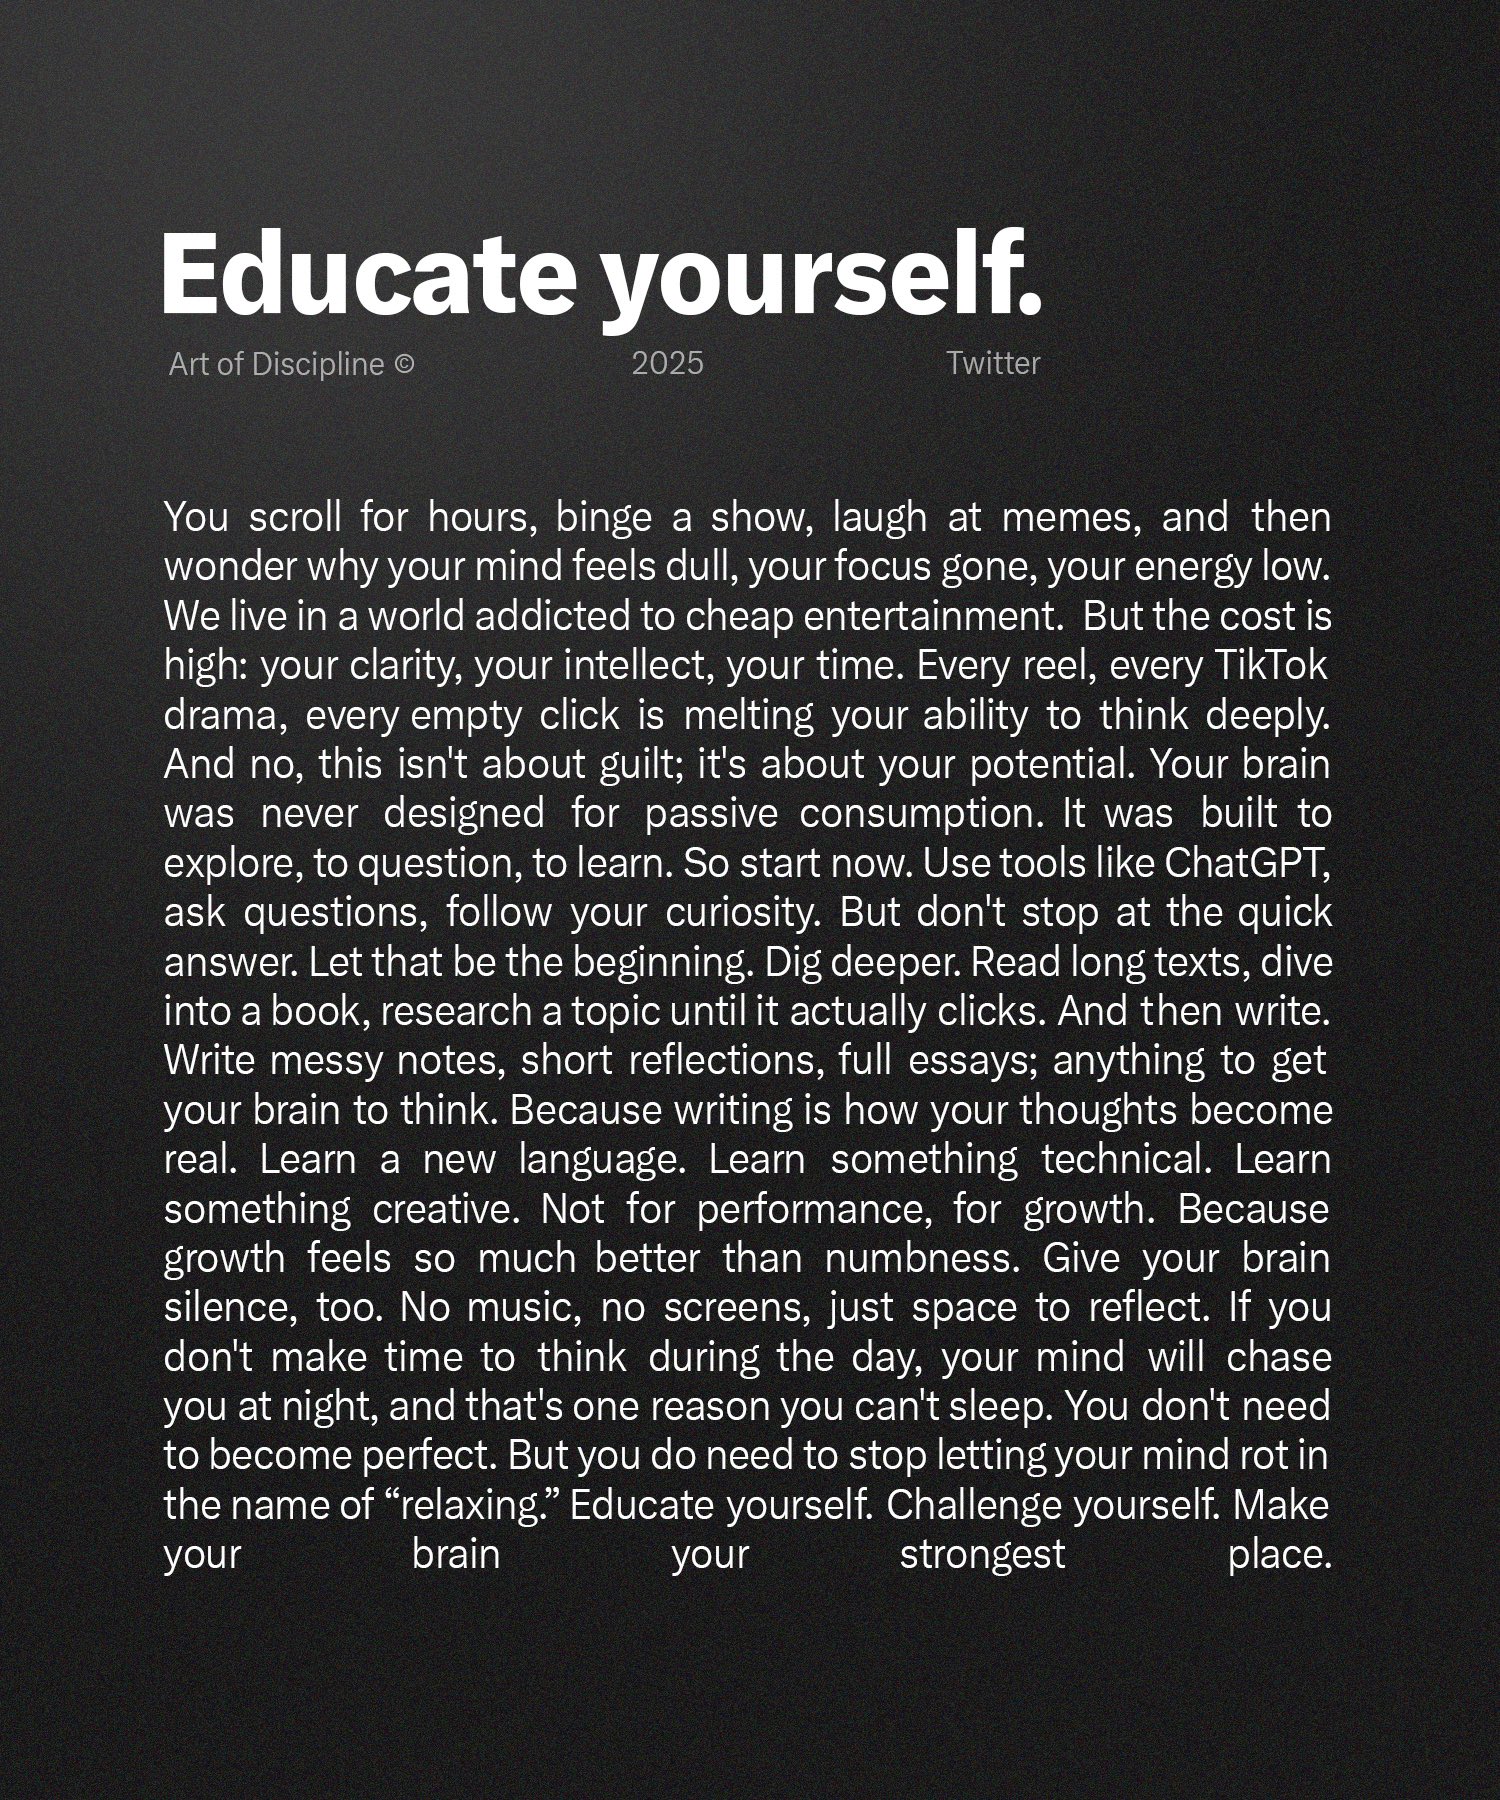 Educate yourself.
Art of Discipline © 2025 Twitter
You scroll for hours, binge a show, laugh at memes, and then
wonder why your mind feels dull, your focus gone, your energy low.
We live in a world addicted to cheap entertainment. But the cost is
high: your clarity, your intellect, your time. Every reel, every TikTok
drama, every empty click is melting your ability to think deeply.
And no, this isn't about guilt; it's about your potential. Your brain
was never designed for passive consumption. It was built to
explore, to question, to learn. So start now. Use tools like ChatGPT,
ask questions, follow your curiosity. But don't stop at the quick
answer. Let that be the beginning. Dig deeper. Read long texts, dive
into a book, research a topic until it actually clicks. And then write.
Write messy notes, short reflections, full essays; anything to get
your brain to think. Because writing is how your thoughts become
real. Learn a new language. Learn something technical. Learn
something creative. Not for performance, for growth. Because
growth feels so much better than numbness. Give your brain
silence, too. No music, no screens, just space to reflect. If you
don't make time to think during the day, your mind will chase
you at night, and that's one reason you can't sleep. You don't need
to become perfect. But you do need to stop letting your mind rot in
the name of “relaxing.” Educate yourself. Challenge yourself. Make
your brain your strongest place.